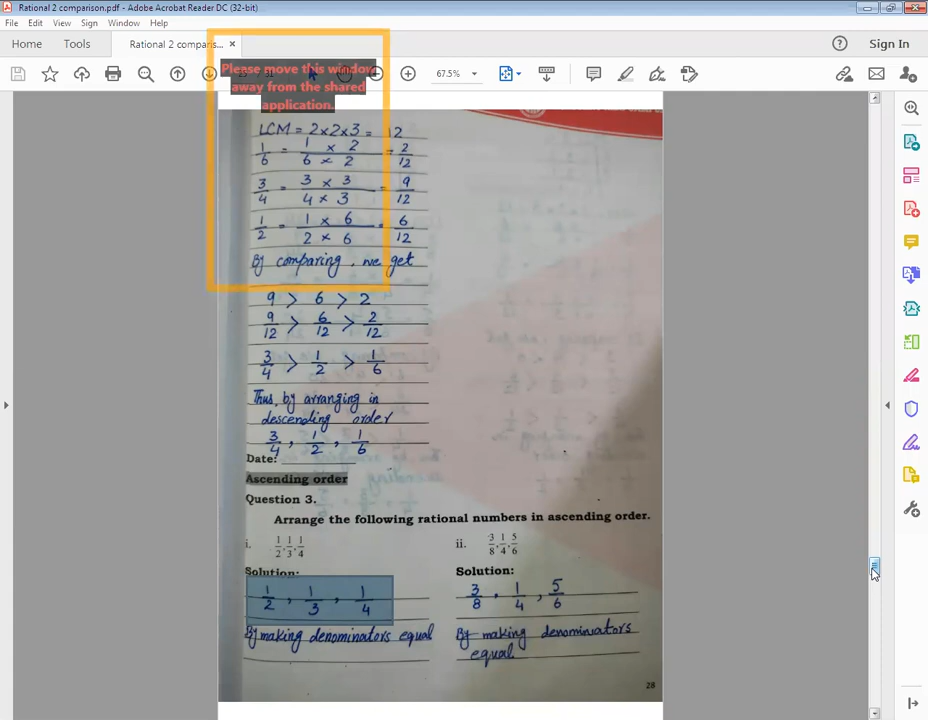 Rational 2 comparison.pdf - Adobe Acrobat Reader DC (32-bit)
File Edit View Sign Window Help
Home Tools Rational 2 comparis... × Sign In
67.5%
Please move this window
away from the shared
application.
LCM = 2×2×3 = 12
1/6 = 1 × 2 / 6 × 2 = 2/12
3/4 = 3 × 3 / 4 × 3 = 9/12
1/2 = 1 × 6 / 2 × 6 = 6/12
By comparing, we get
9 > 6 > 2
9/12 > 6/12 > 2/12
3/4 > 1/2 > 1/6
Thus, by arranging in
descending order
3/4, 1/2, 1/6
Date:
Ascending order
Question 3.
Arrange the following rational numbers in ascending order.
i. 1/2, 1/3, 1/4
ii. 3/8, 1/4, 5/6
Solution:
1/2, 1/3, 1/4
By making denominators equal
Solution:
3/8, 1/4, 5/6
By making denominators
equal
28